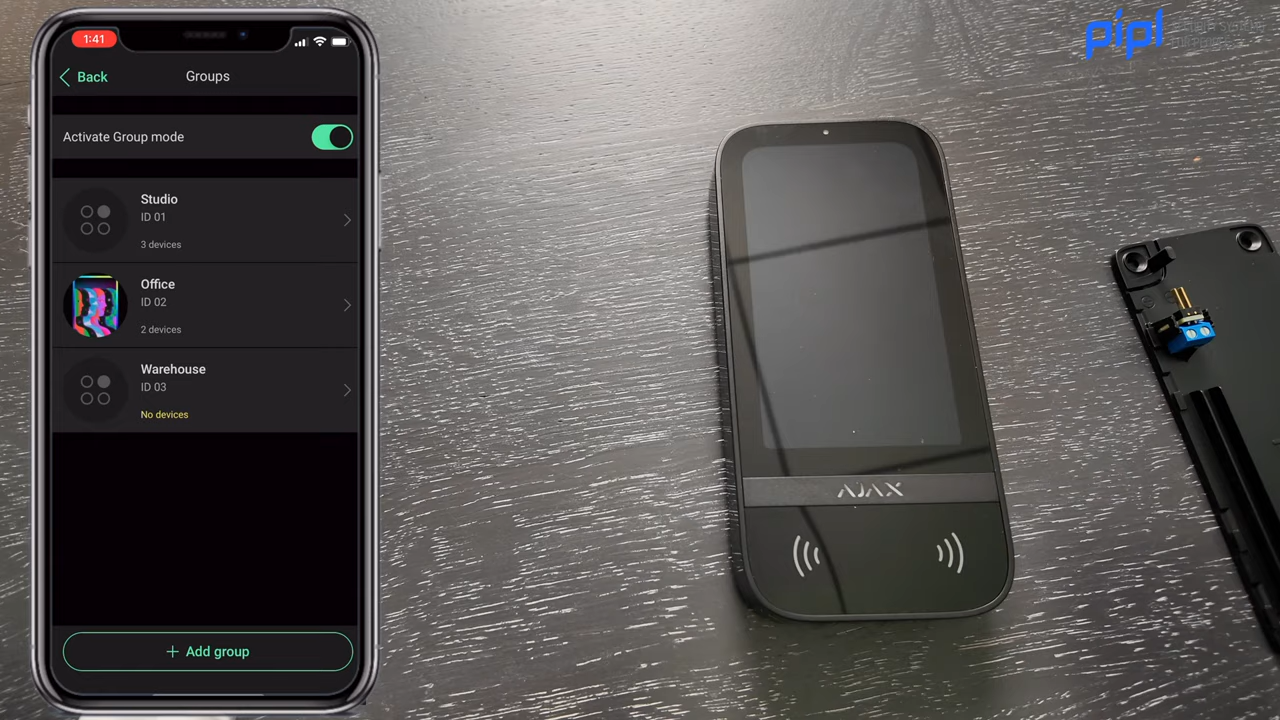 1:41
Back
Groups
Activate Group mode
Studio
ID 01
3 devices
Office
ID 02
2 devices
Warehouse
ID 03
No devices
+ Add group
AJAX
pipl